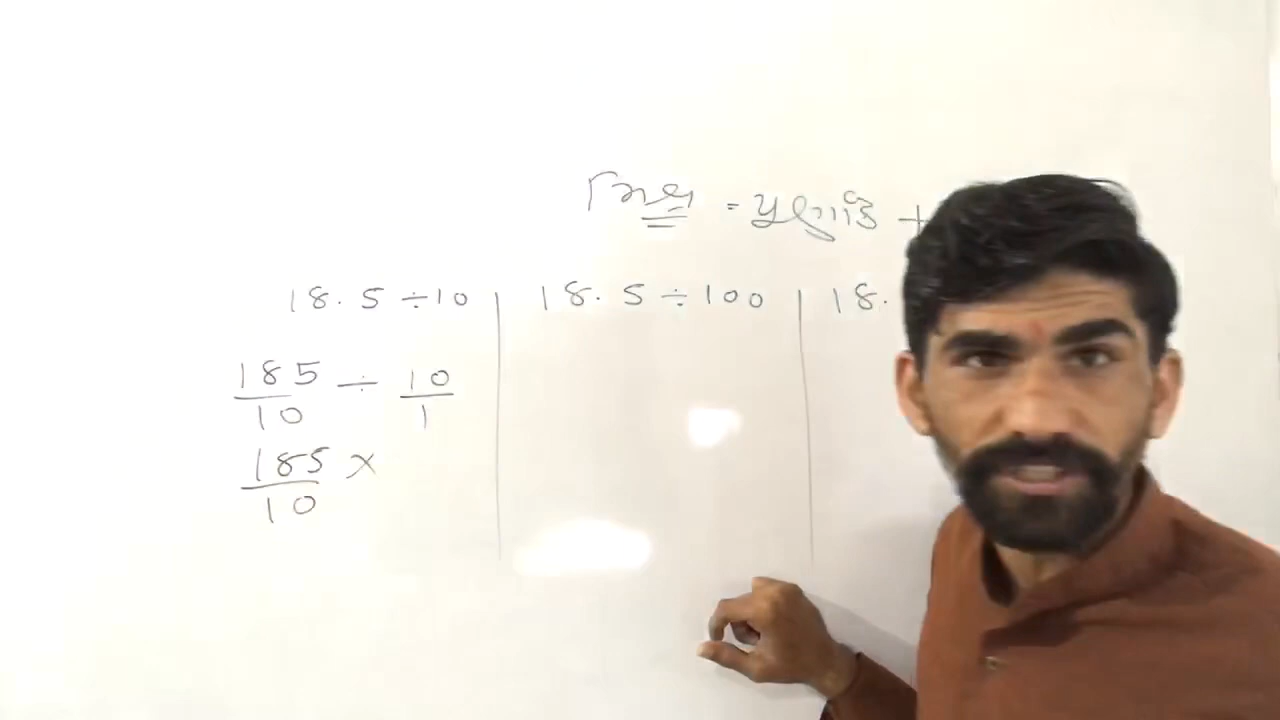 મિશ્ર = પૂર્ણાંક +
18.5 ÷ 10
18.5 ÷ 100
18.
185/10 ÷ 10/1
185/10 ×